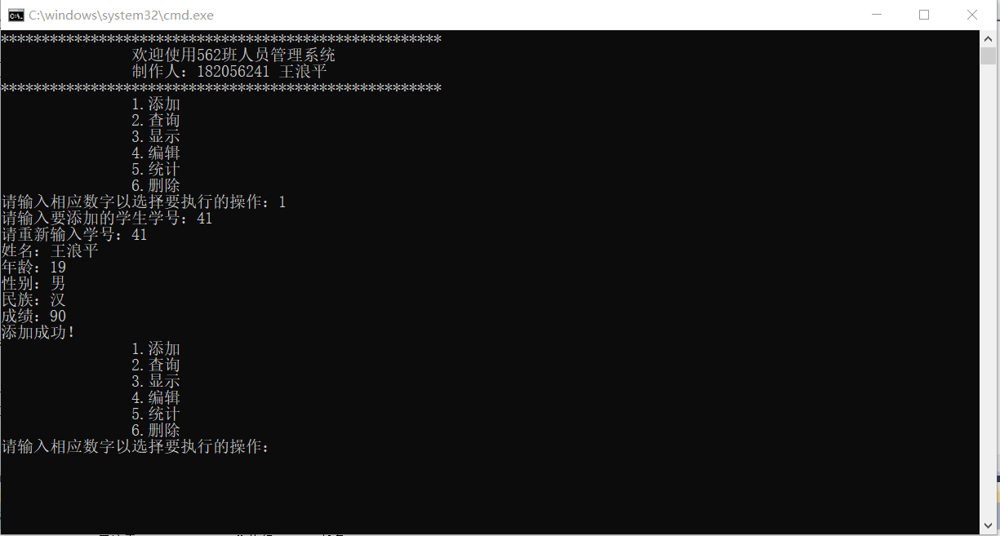 C:\windows\system32\cmd.exe
******************************************************
欢迎使用562班人员管理系统
制作人：182056241 王浪平
******************************************************
1.添加
2.查询
3.显示
4.编辑
5.统计
6.删除
请输入相应数字以选择要执行的操作：1
请输入要添加的学生学号：41
请重新输入学号：41
姓名：王浪平
年龄：19
性别：男
民族：汉
成绩：90
添加成功！
1.添加
2.查询
3.显示
4.编辑
5.统计
6.删除
请输入相应数字以选择要执行的操作：